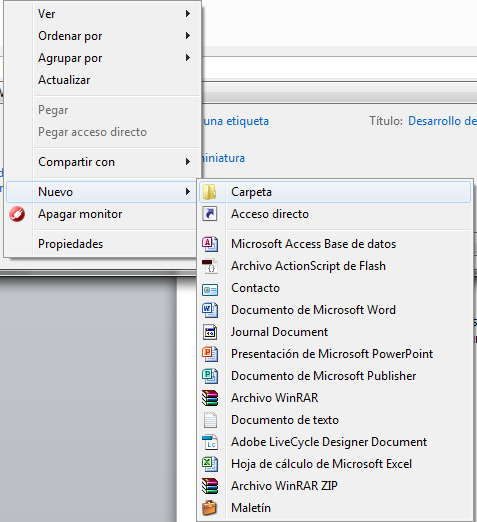 Ver
Ordenar por
Agrupar por
Actualizar
Pegar
Pegar acceso directo
Compartir con
Nuevo
Apagar monitor
Propiedades
una etiqueta
Título: Desarrollo de
Carpeta
Acceso directo
Microsoft Access Base de datos
Archivo ActionScript de Flash
Contacto
Documento de Microsoft Word
Journal Document
Presentación de Microsoft PowerPoint
Documento de Microsoft Publisher
Archivo WinRAR
Documento de texto
Adobe LiveCycle Designer Document
Hoja de cálculo de Microsoft Excel
Archivo WinRAR ZIP
Maletín